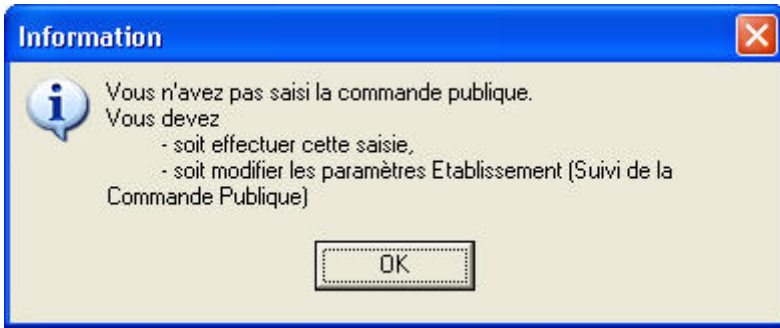 Information
Vous n'avez pas saisi la commande publique.
Vous devez
- soit effectuer cette saisie,
- soit modifier les paramètres Etablissement (Suivi de la
Commande Publique)
OK